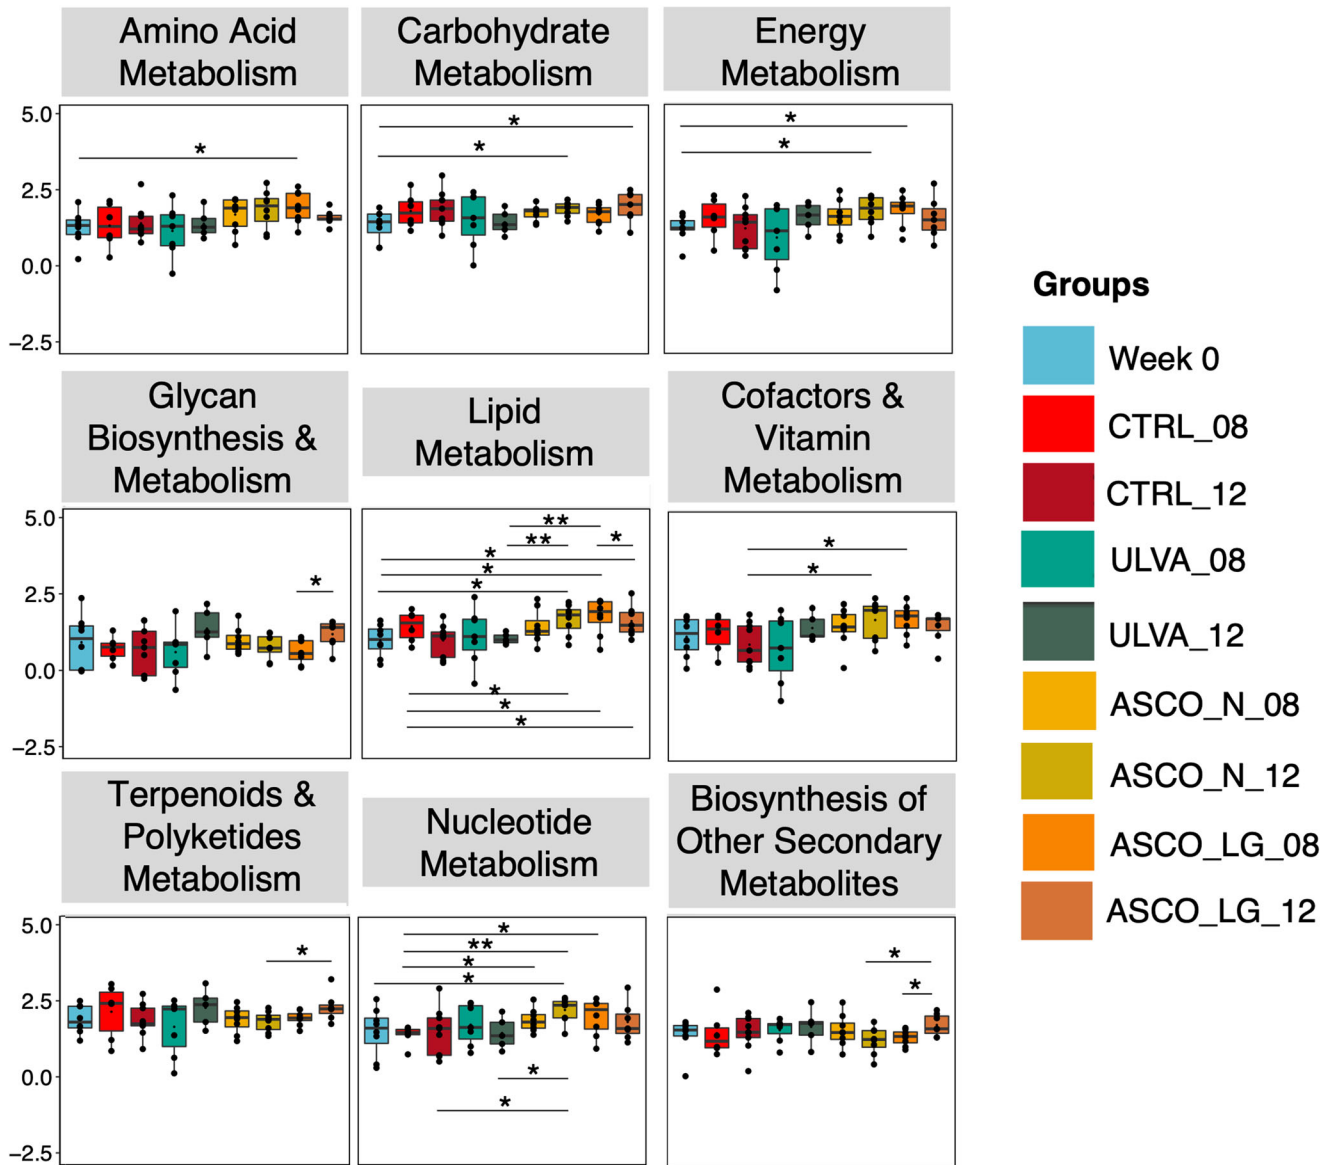 Amino Acid
Metabolism
Carbohydrate
Metabolism
Energy
Metabolism
5.0
2.5
0.0
−2.5
*
*
*
*
*
Groups
Week 0
CTRL_08
CTRL_12
ULVA_08
ULVA_12
ASCO_N_08
ASCO_N_12
ASCO_LG_08
ASCO_LG_12
Glycan
Biosynthesis &
Metabolism
Lipid
Metabolism
Cofactors &
Vitamin
Metabolism
5.0
2.5
0.0
−2.5
*
**
**
*
*
*
*
*
*
*
*
*
Terpenoids &
Polyketides
Metabolism
Nucleotide
Metabolism
Biosynthesis of
Other Secondary
Metabolites
5.0
2.5
0.0
−2.5
*
*
**
*
*
*
*
*
*